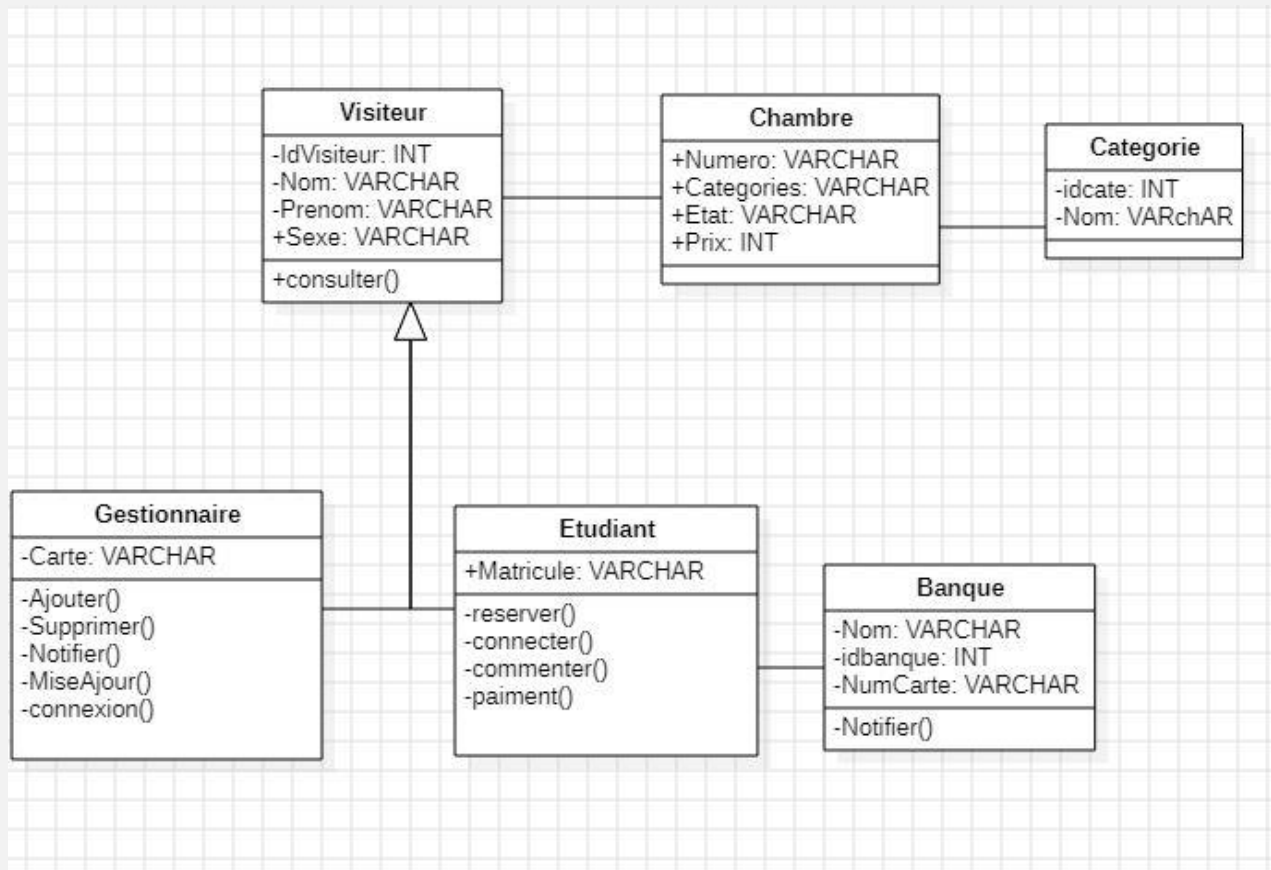 Visiteur
-IdVisiteur: INT
-Nom: VARCHAR
-Prenom: VARCHAR
+Sexe: VARCHAR
+consulter()
Chambre
+Numero: VARCHAR
+Categories: VARCHAR
+Etat: VARCHAR
+Prix: INT
Categorie
-idcate: INT
-Nom: VARchAR
Gestionnaire
-Carte: VARCHAR
-Ajouter()
-Supprimer()
-Notifier()
-MiseAjour()
-connexion()
Etudiant
+Matricule: VARCHAR
-reserver()
-connecter()
-commenter()
-paiment()
Banque
-Nom: VARCHAR
-idbanque: INT
-NumCarte: VARCHAR
-Notifier()